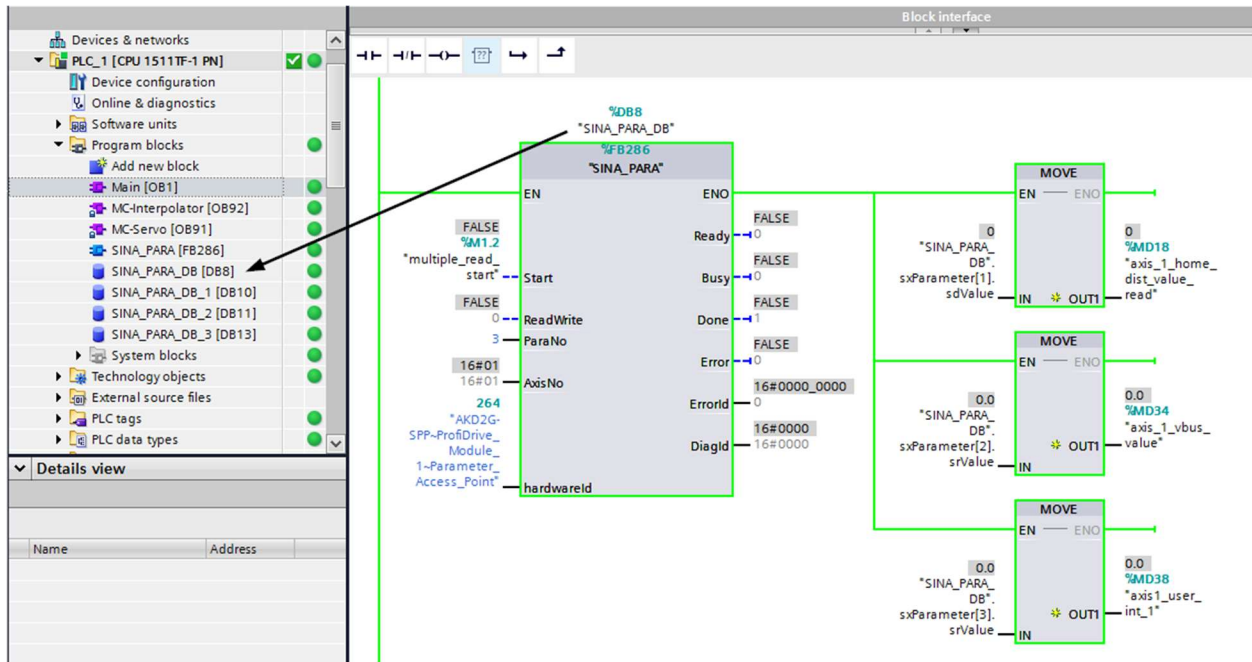 Block interface
Devices & networks
PLC_1 [CPU 1511TF-1 PN]
Device configuration
Online & diagnostics
Software units
Program blocks
Add new block
Main [OB1]
MC-Interpolator [OB92]
MC-Servo [OB91]
SINA_PARA [FB286]
SINA_PARA_DB [DB8]
SINA_PARA_DB_1 [DB10]
SINA_PARA_DB_2 [DB11]
SINA_PARA_DB_3 [DB13]
System blocks
Technology objects
External source files
PLC tags
PLC data types
Details view
Name Address
??
%DB8
"SINA_PARA_DB"
%FB286
"SINA_PARA"
EN ENO
FALSE
%M1.2
"multiple_read_
start"
Start
FALSE
0 ReadWrite
3 ParaNo
16#01
16#01 AxisNo
264
"AKD2G-
SPP~ProfiDrive_
Module_
1~Parameter_
Access_Point"
hardwareId
FALSE
Ready 0
FALSE
Busy 0
FALSE
Done 1
FALSE
Error 0
16#0000_0000
ErrorId 0
16#0000
DiagId 16#0000
MOVE
EN ENO
0
"SINA_PARA_
DB".
sxParameter[1].
sdValue
IN OUT1
0
%MD18
"axis_1_home_
dist_value_
read"
MOVE
EN ENO
0.0
"SINA_PARA_
DB".
sxParameter[2].
srValue
IN OUT1
0.0
%MD34
"axis_1_vbus_
value"
MOVE
EN ENO
0.0
"SINA_PARA_
DB".
sxParameter[3].
srValue
IN OUT1
0.0
%MD38
"axis1_user_
int_1"